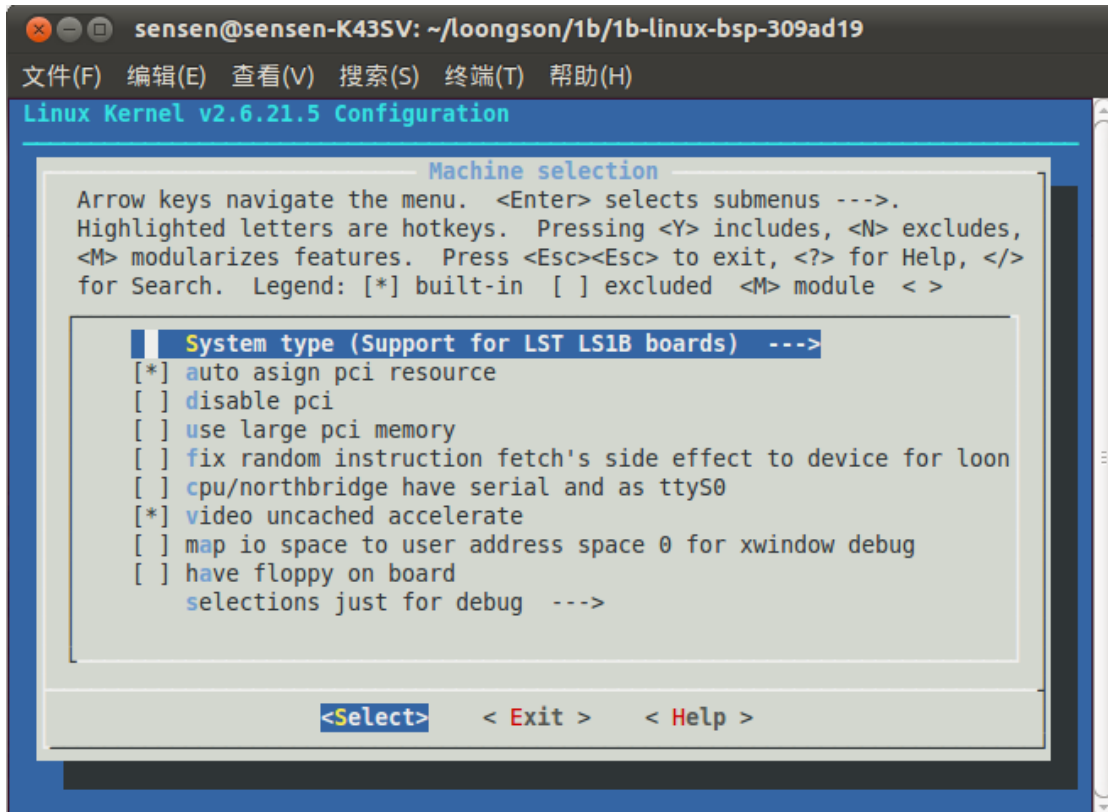 sensen@sensen-K43SV: ~/loongson/1b/1b-linux-bsp-309ad19
文件(F) 编辑(E) 查看(V) 搜索(S) 终端(T) 帮助(H)
Linux Kernel v2.6.21.5 Configuration
Machine selection
Arrow keys navigate the menu. <Enter> selects submenus --->.
Highlighted letters are hotkeys. Pressing <Y> includes, <N> excludes,
<M> modularizes features. Press <Esc><Esc> to exit, <?> for Help, </>
for Search. Legend: [*] built-in [ ] excluded <M> module < >
System type (Support for LST LS1B boards) --->
[*] auto asign pci resource
[ ] disable pci
[ ] use large pci memory
[ ] fix random instruction fetch's side effect to device for loon
[ ] cpu/northbridge have serial and as ttyS0
[*] video uncached accelerate
[ ] map io space to user address space 0 for xwindow debug
[ ] have floppy on board
selections just for debug --->
<Select> < Exit > < Help >